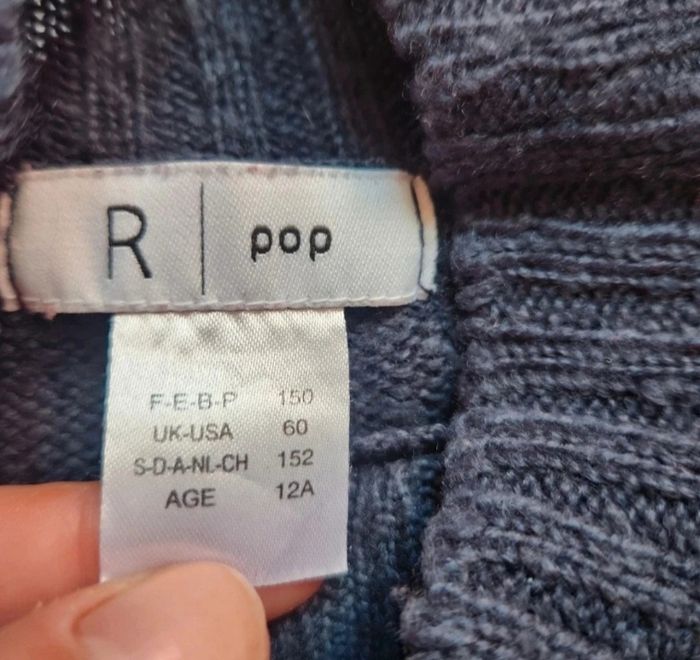 R | pop
F-E-B-P 150
UK-USA 60
S-D-A-NL-CH 152
AGE 12A